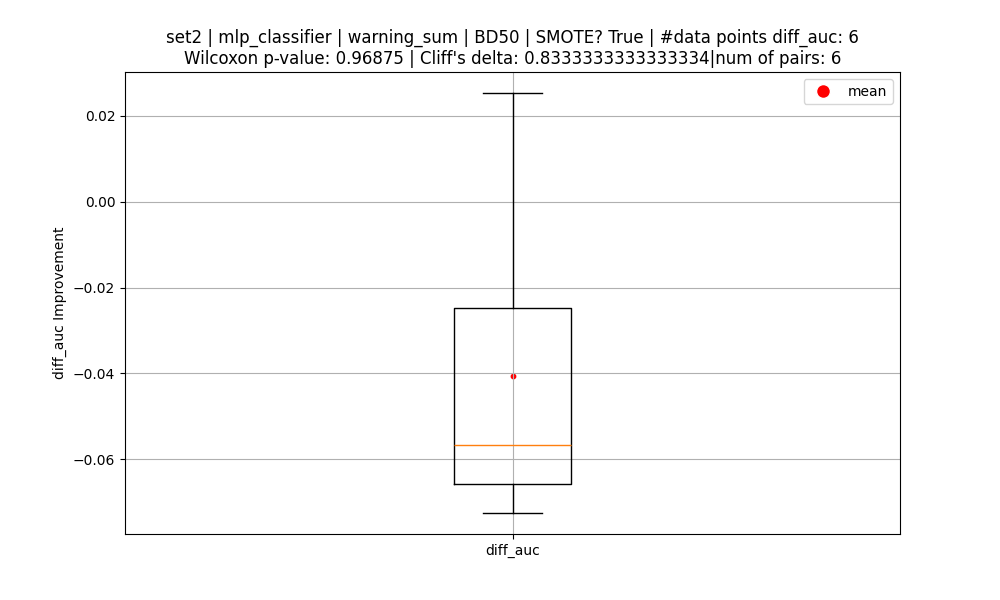 set2 | mlp_classifier | warning_sum | BD50 | SMOTE? True | #data points diff_auc: 6
Wilcoxon p-value: 0.96875 | Cliff's delta: 0.8333333333333334|num of pairs: 6
mean
0.02
0.00
−0.02
−0.04
−0.06
diff_auc Improvement
diff_auc